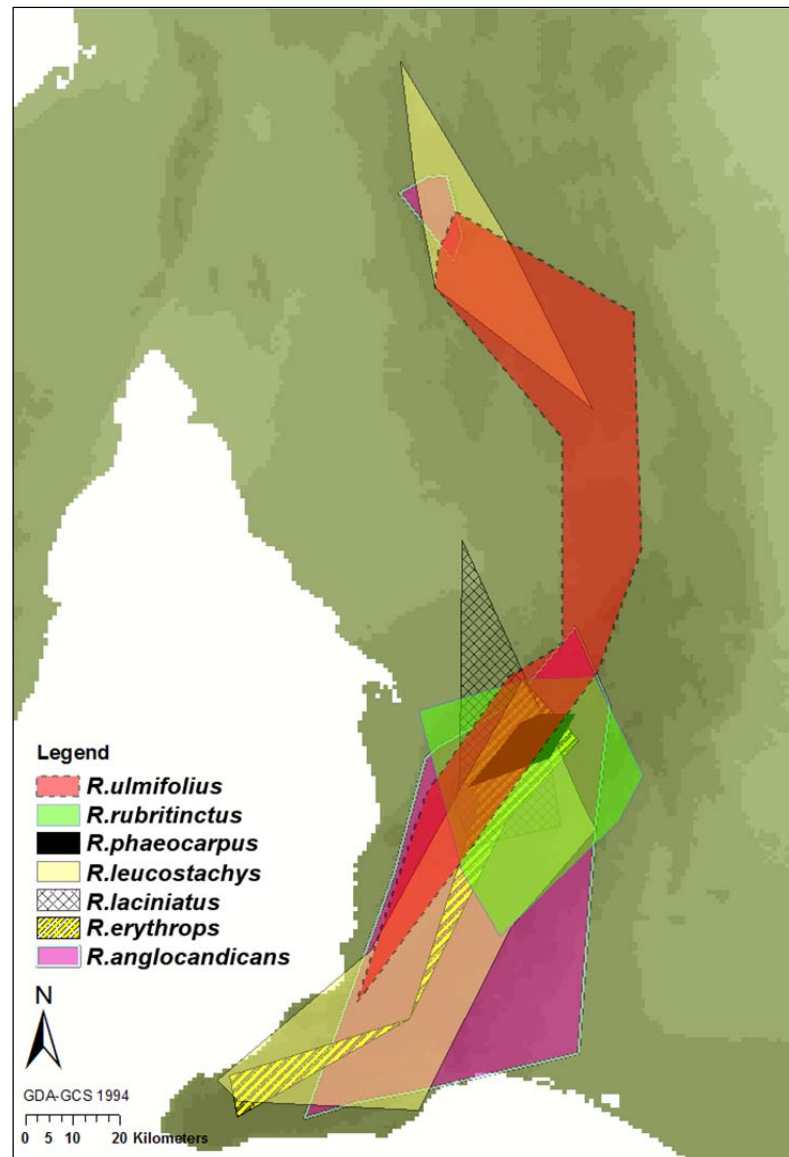 Legend
R.ulmifolius
R.rubritinctus
R.phaeocarpus
R.leucostachys
R.laciniatus
R.erythrops
R.anglocandicans
N
GDA-GCS 1994
0 5 10 20 Kilometers